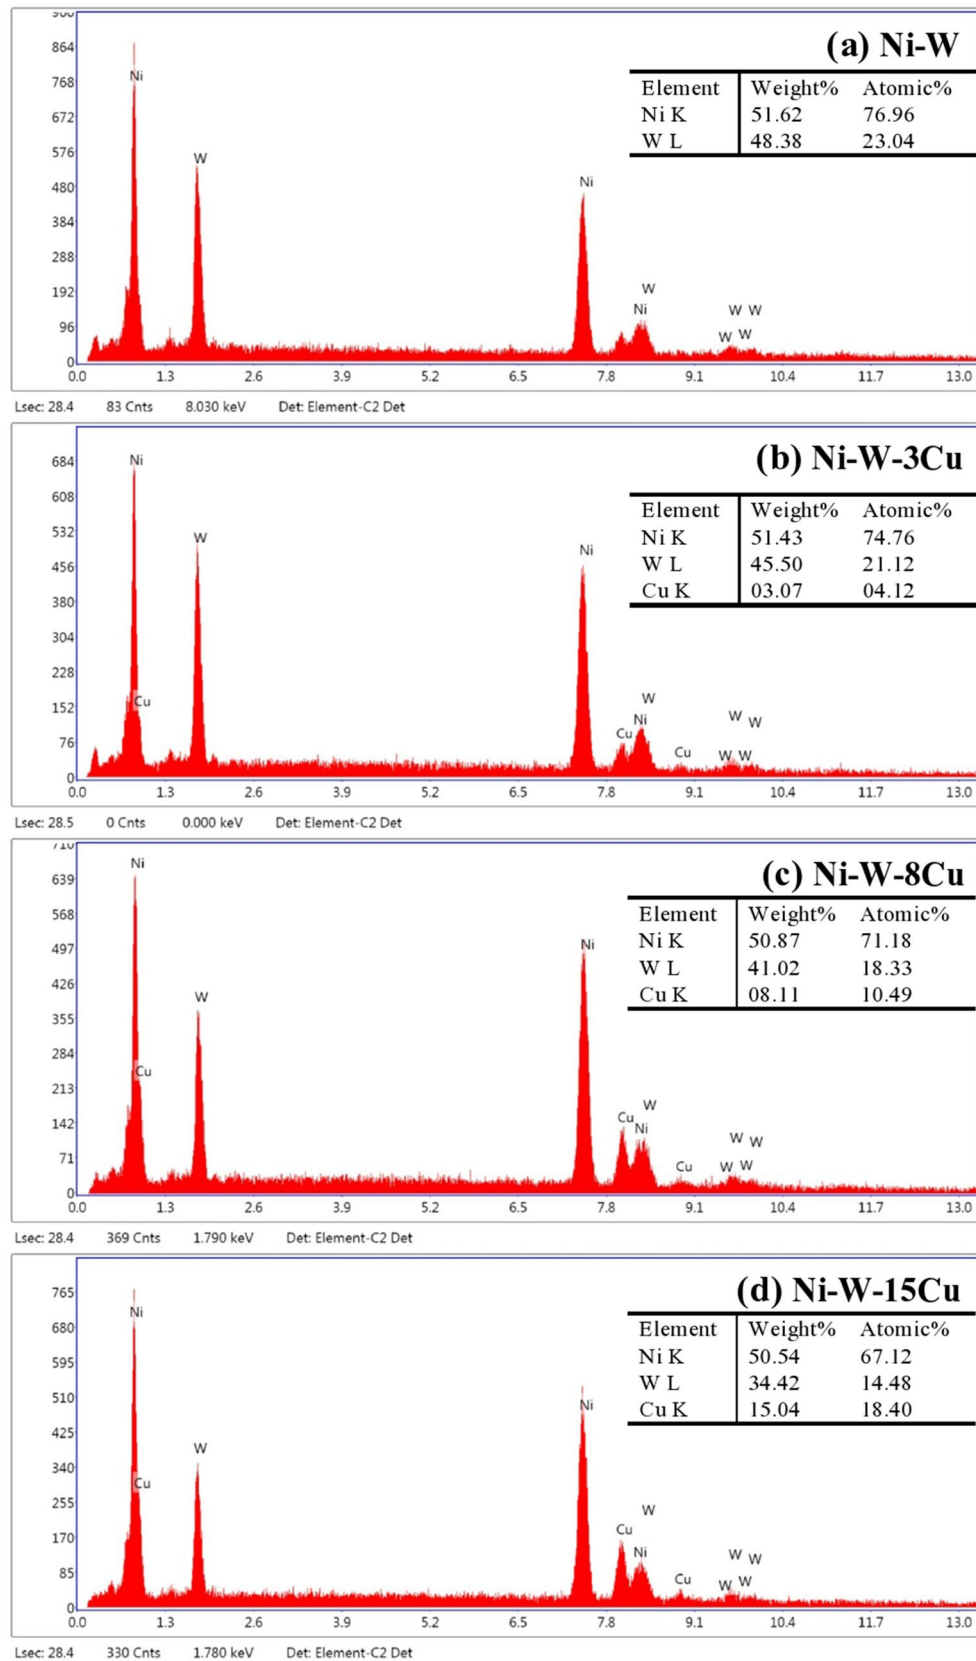 (a) Ni-W
Element Weight% Atomic%
Ni K 51.62 76.96
W L 48.38 23.04
864
768
672
576
480
384
288
192
96
0
Ni
W
Ni
W
Ni
W W
W W
0.0 1.3 2.6 3.9 5.2 6.5 7.8 9.1 10.4 11.7 13.0
Lsec: 28.4 83 Cnts 8.030 keV Det: Element-C2 Det
(b) Ni-W-3Cu
Element Weight% Atomic%
Ni K 51.43 74.76
W L 45.50 21.12
Cu K 03.07 04.12
684
608
532
456
380
304
228
152
76
0
Ni
W
Ni
Cu
W
Ni
Cu
Cu
W W
W W
0.0 1.3 2.6 3.9 5.2 6.5 7.8 9.1 10.4 11.7 13.0
Lsec: 28.5 0 Cnts 0.000 keV Det: Element-C2 Det
(c) Ni-W-8Cu
Element Weight% Atomic%
Ni K 50.87 71.18
W L 41.02 18.33
Cu K 08.11 10.49
710
639
568
497
426
355
284
213
142
71
0
Ni
W
Ni
Cu
W
Cu
Ni
Cu
W W
W W
0.0 1.3 2.6 3.9 5.2 6.5 7.8 9.1 10.4 11.7 13.0
Lsec: 28.4 369 Cnts 1.790 keV Det: Element-C2 Det
(d) Ni-W-15Cu
Element Weight% Atomic%
Ni K 50.54 67.12
W L 34.42 14.48
Cu K 15.04 18.40
765
680
595
510
425
340
255
170
85
0
Ni
W
Ni
Cu
W
Cu
Ni
Cu
W W
W W
0.0 1.3 2.6 3.9 5.2 6.5 7.8 9.1 10.4 11.7 13.0
Lsec: 28.4 330 Cnts 1.780 keV Det: Element-C2 Det